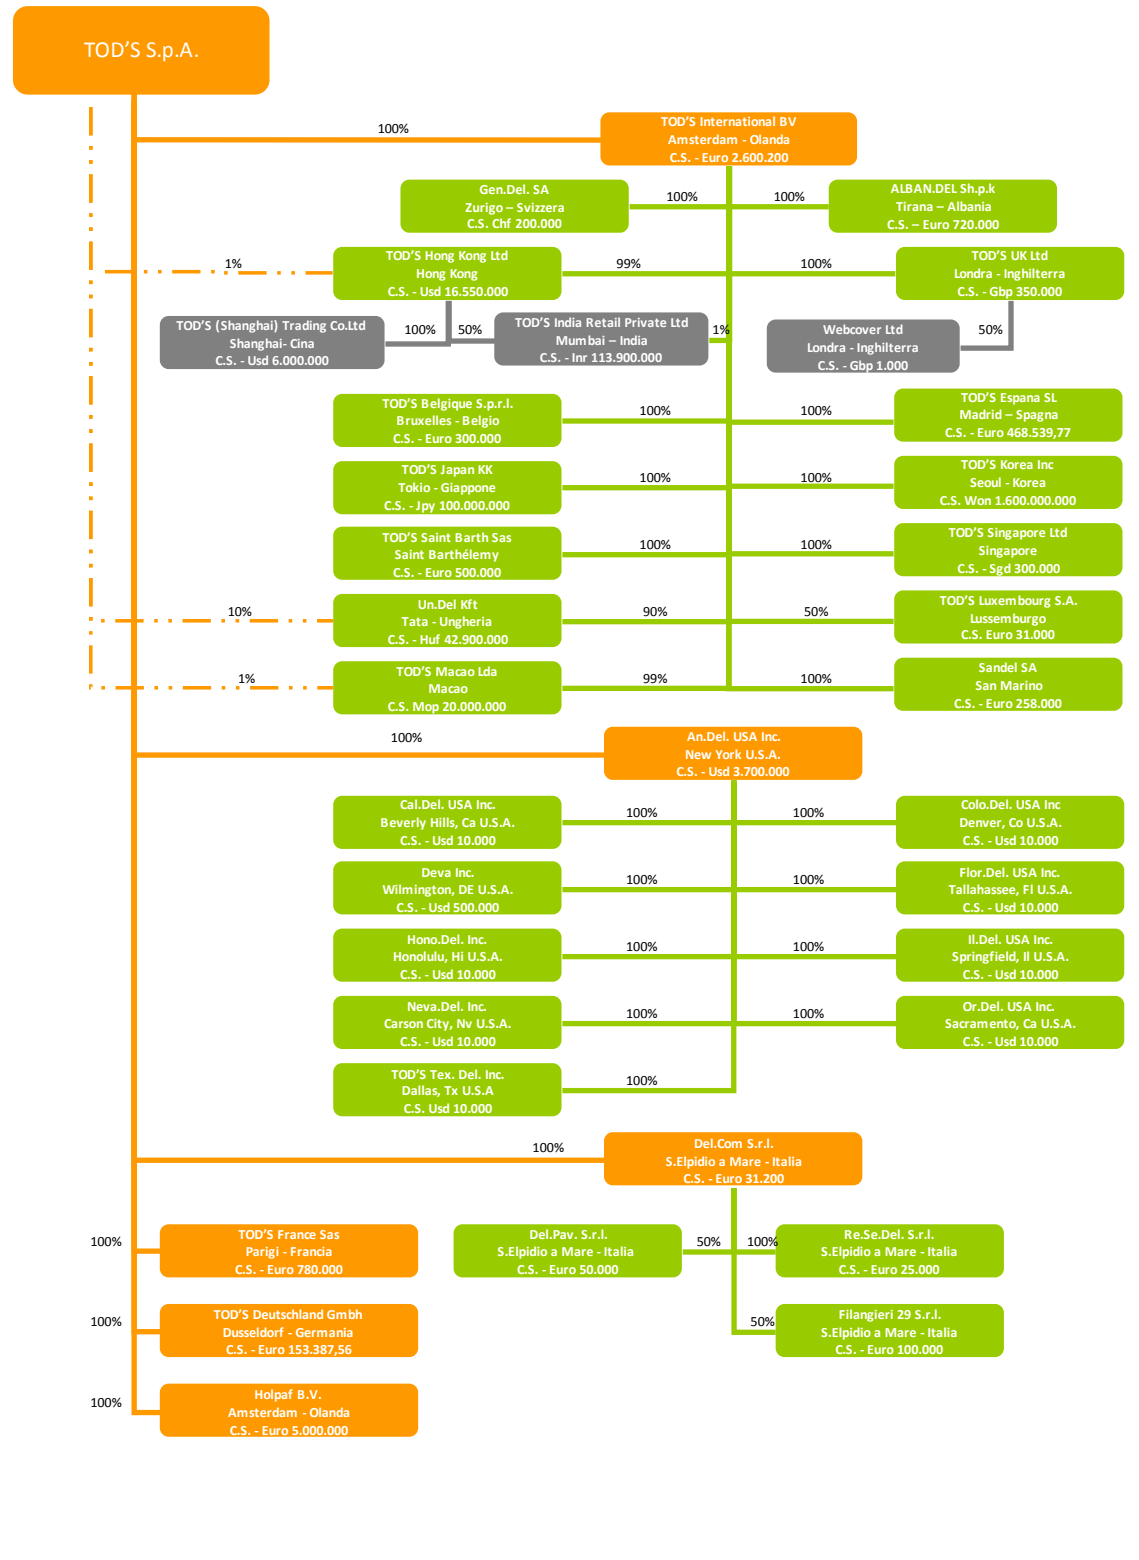 TOD'S S.p.A.
100%
TOD'S International BV
Amsterdam - Olanda
C.S. - Euro 2.600.200
Gen.Del. SA
Zurigo – Svizzera
C.S. Chf 200.000
100%
100%
ALBAN.DEL Sh.p.k
Tirana – Albania
C.S. – Euro 720.000
1%
TOD'S Hong Kong Ltd
Hong Kong
C.S. - Usd 16.550.000
99%
100%
TOD'S UK Ltd
Londra - Inghilterra
C.S. - Gbp 350.000
TOD'S (Shanghai) Trading Co.Ltd
Shanghai- Cina
C.S. - Usd 6.000.000
100%
50%
TOD'S India Retail Private Ltd
Mumbai – India
C.S. - Inr 113.900.000
1%
Webcover Ltd
Londra - Inghilterra
C.S. - Gbp 1.000
50%
TOD'S Belgique S.p.r.l.
Bruxelles - Belgio
C.S. - Euro 300.000
100%
100%
TOD'S Espana SL
Madrid – Spagna
C.S. - Euro 468.539,77
TOD'S Japan KK
Tokio - Giappone
C.S. - Jpy 100.000.000
100%
100%
TOD'S Korea Inc
Seoul - Korea
C.S. Won 1.600.000.000
TOD'S Saint Barth Sas
Saint Barthélemy
C.S. - Euro 500.000
100%
100%
TOD'S Singapore Ltd
Singapore
C.S. - Sgd 300.000
10%
Un.Del Kft
Tata - Ungheria
C.S. - Huf 42.900.000
90%
50%
TOD'S Luxembourg S.A.
Lussemburgo
C.S. Euro 31.000
1%
TOD'S Macao Lda
Macao
C.S. Mop 20.000.000
99%
100%
Sandel SA
San Marino
C.S. - Euro 258.000
100%
An.Del. USA Inc.
New York U.S.A.
C.S. - Usd 3.700.000
Cal.Del. USA Inc.
Beverly Hills, Ca U.S.A.
C.S. - Usd 10.000
100%
100%
Colo.Del. USA Inc
Denver, Co U.S.A.
C.S. - Usd 10.000
Deva Inc.
Wilmington, DE U.S.A.
C.S. - Usd 500.000
100%
100%
Flor.Del. USA Inc.
Tallahassee, Fl U.S.A.
C.S. - Usd 10.000
Hono.Del. Inc.
Honolulu, Hi U.S.A.
C.S. - Usd 10.000
100%
100%
Il.Del. USA Inc.
Springfield, Il U.S.A.
C.S. - Usd 10.000
Neva.Del. Inc.
Carson City, Nv U.S.A.
C.S. - Usd 10.000
100%
100%
Or.Del. USA Inc.
Sacramento, Ca U.S.A.
C.S. - Usd 10.000
TOD'S Tex. Del. Inc.
Dallas, Tx U.S.A
C.S. Usd 10.000
100%
100%
Del.Com S.r.l.
S.Elpidio a Mare - Italia
C.S. - Euro 31.200
100%
TOD'S France Sas
Parigi - Francia
C.S. - Euro 780.000
Del.Pav. S.r.l.
S.Elpidio a Mare - Italia
C.S. - Euro 50.000
50%
100%
Re.Se.Del. S.r.l.
S.Elpidio a Mare - Italia
C.S. - Euro 25.000
100%
TOD'S Deutschland Gmbh
Dusseldorf - Germania
C.S. - Euro 153.387,56
50%
Filangieri 29 S.r.l.
S.Elpidio a Mare - Italia
C.S. - Euro 100.000
100%
Holpaf B.V.
Amsterdam - Olanda
C.S. - Euro 5.000.000